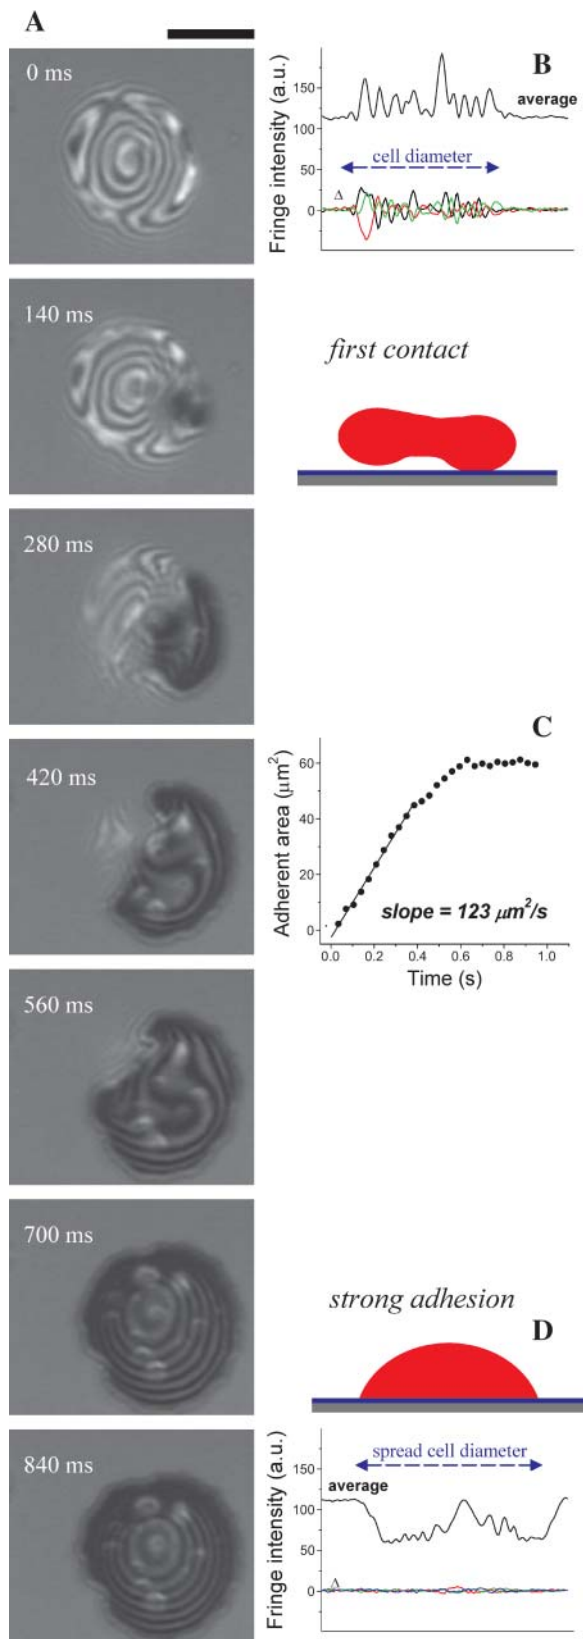 A
0 ms
140 ms
280 ms
420 ms
560 ms
700 ms
840 ms
B
Fringe intensity (a.u.)
150
100
50
0
average
cell diameter
Δ
first contact
C
Adherent area (μm²)
60
40
20
0
slope = 123 μm²/s
0.0 0.2 0.4 0.6 0.8 1.0
Time (s)
strong adhesion
D
Fringe intensity (a.u.)
150
100
50
0
spread cell diameter
average
Δ